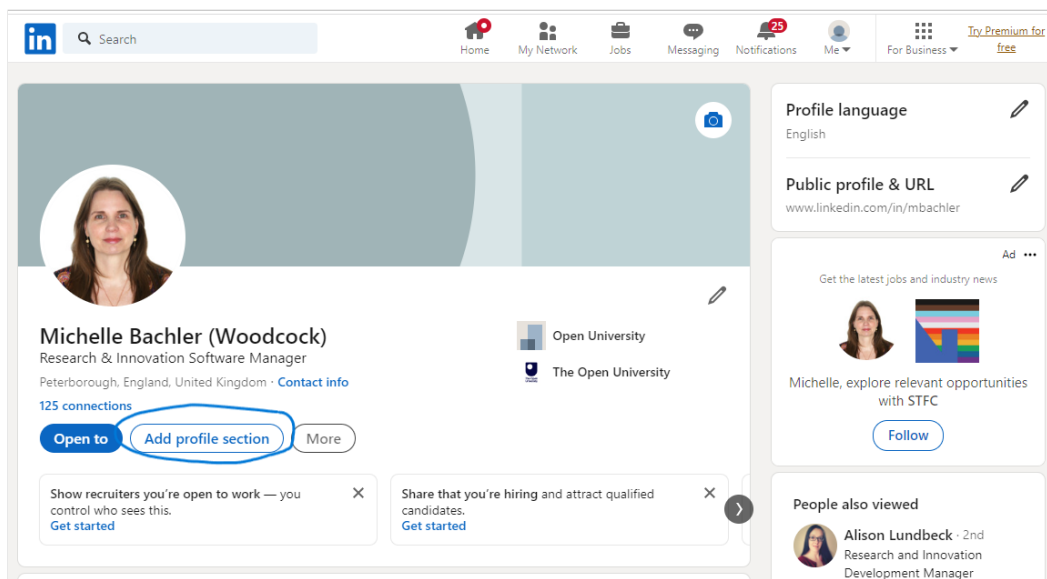 in
Search
Home
My Network
Jobs
Messaging
25
Notifications
Me
For Business
Try Premium for
free
Michelle Bachler (Woodcock)
Research & Innovation Software Manager
Peterborough, England, United Kingdom · Contact info
125 connections
Open University
The Open University
Open to
Add profile section
More
Show recruiters you're open to work — you
control who sees this.
Get started
Share that you're hiring and attract qualified
candidates.
Get started
Profile language
English
Public profile & URL
www.linkedin.com/in/mbachler
Ad
Get the latest jobs and industry news
Michelle, explore relevant opportunities
with STFC
Follow
People also viewed
Alison Lundbeck · 2nd
Research and Innovation
Development Manager